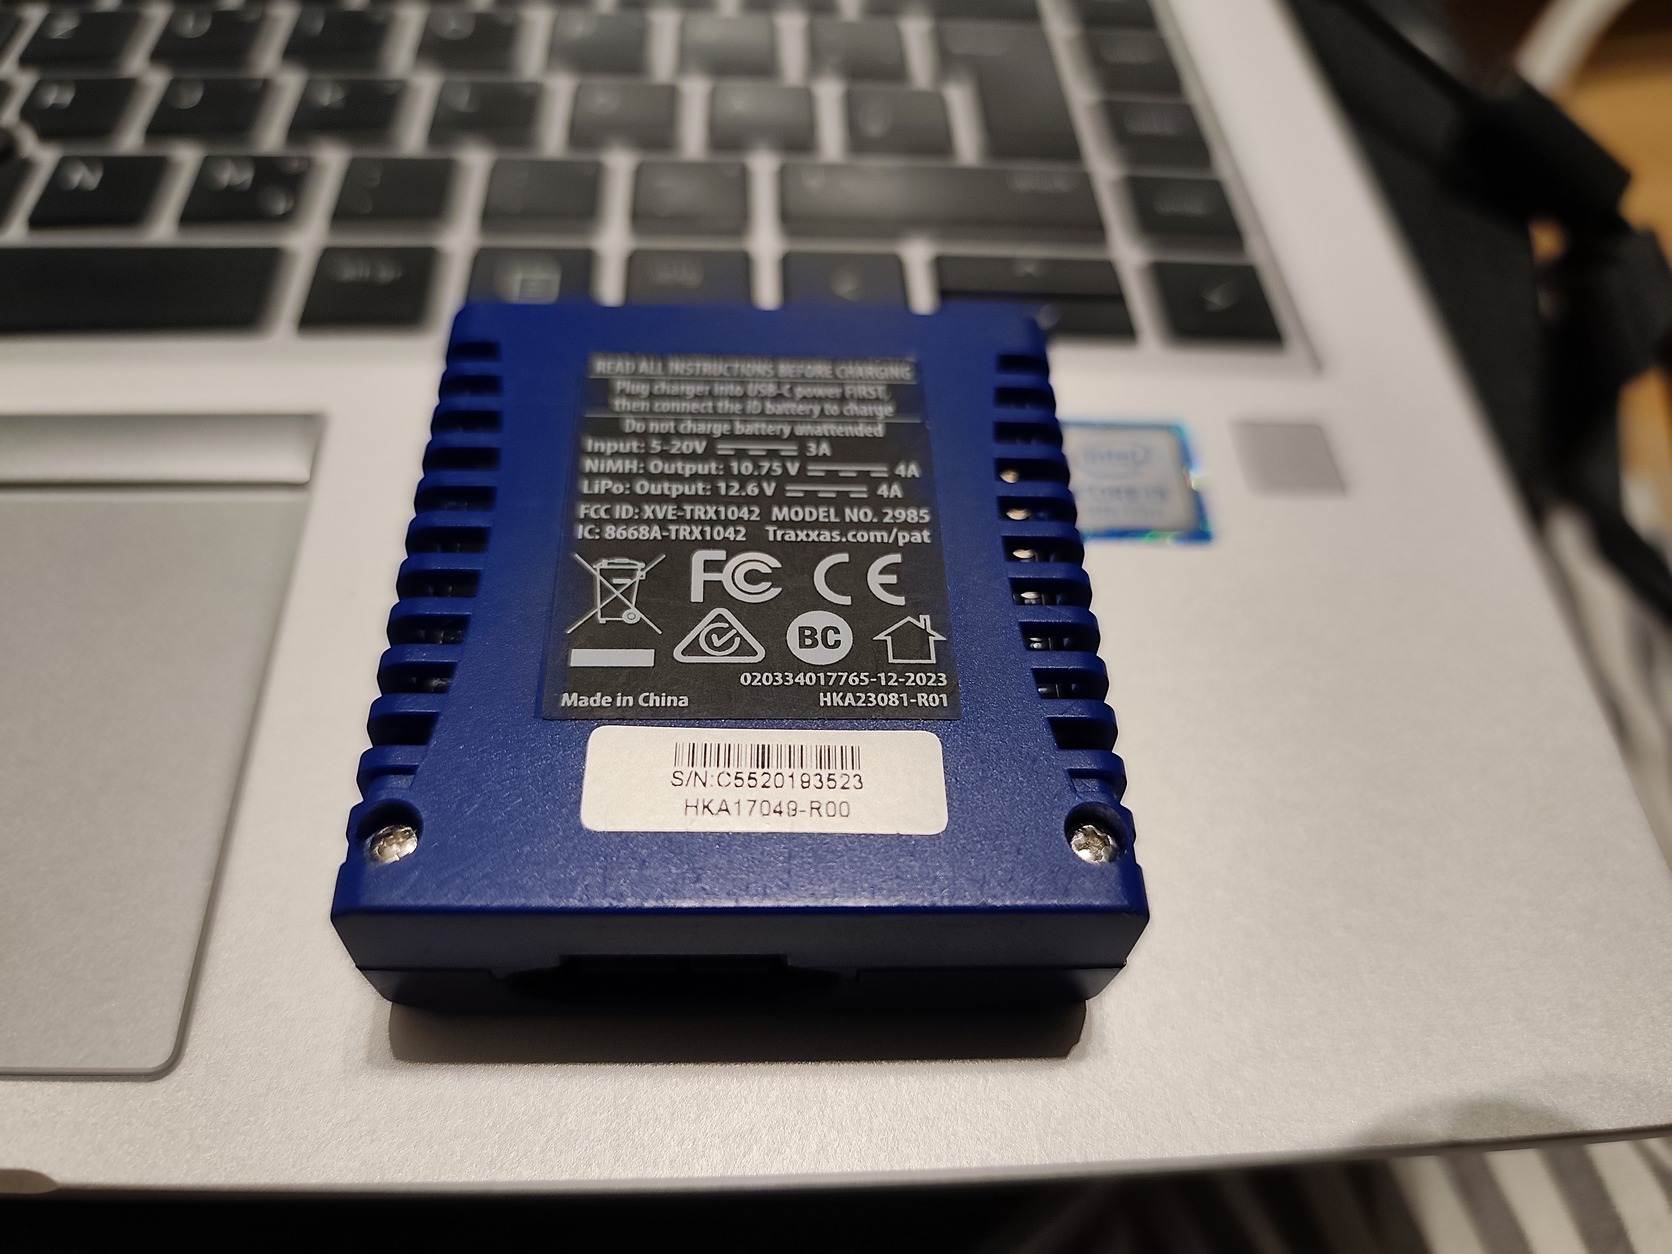 READ ALL INSTRUCTIONS BEFORE CHARGING
Plug charger into USB-C power FIRST,
then connect the iD battery to charge
Do not charge battery unattended
Input: 5-20V 3A
NiMH: Output: 10.75 V 4A
LiPo: Output: 12.6 V 4A
FCC ID: XVE-TRX1042 MODEL NO. 2985
IC: 8668A-TRX1042 Traxxas.com/pat
FC CE
BC
020334017765-12-2023
Made in China HKA23081-R01
S/N:C5520193523
HKA17049-R00
intel
N
M